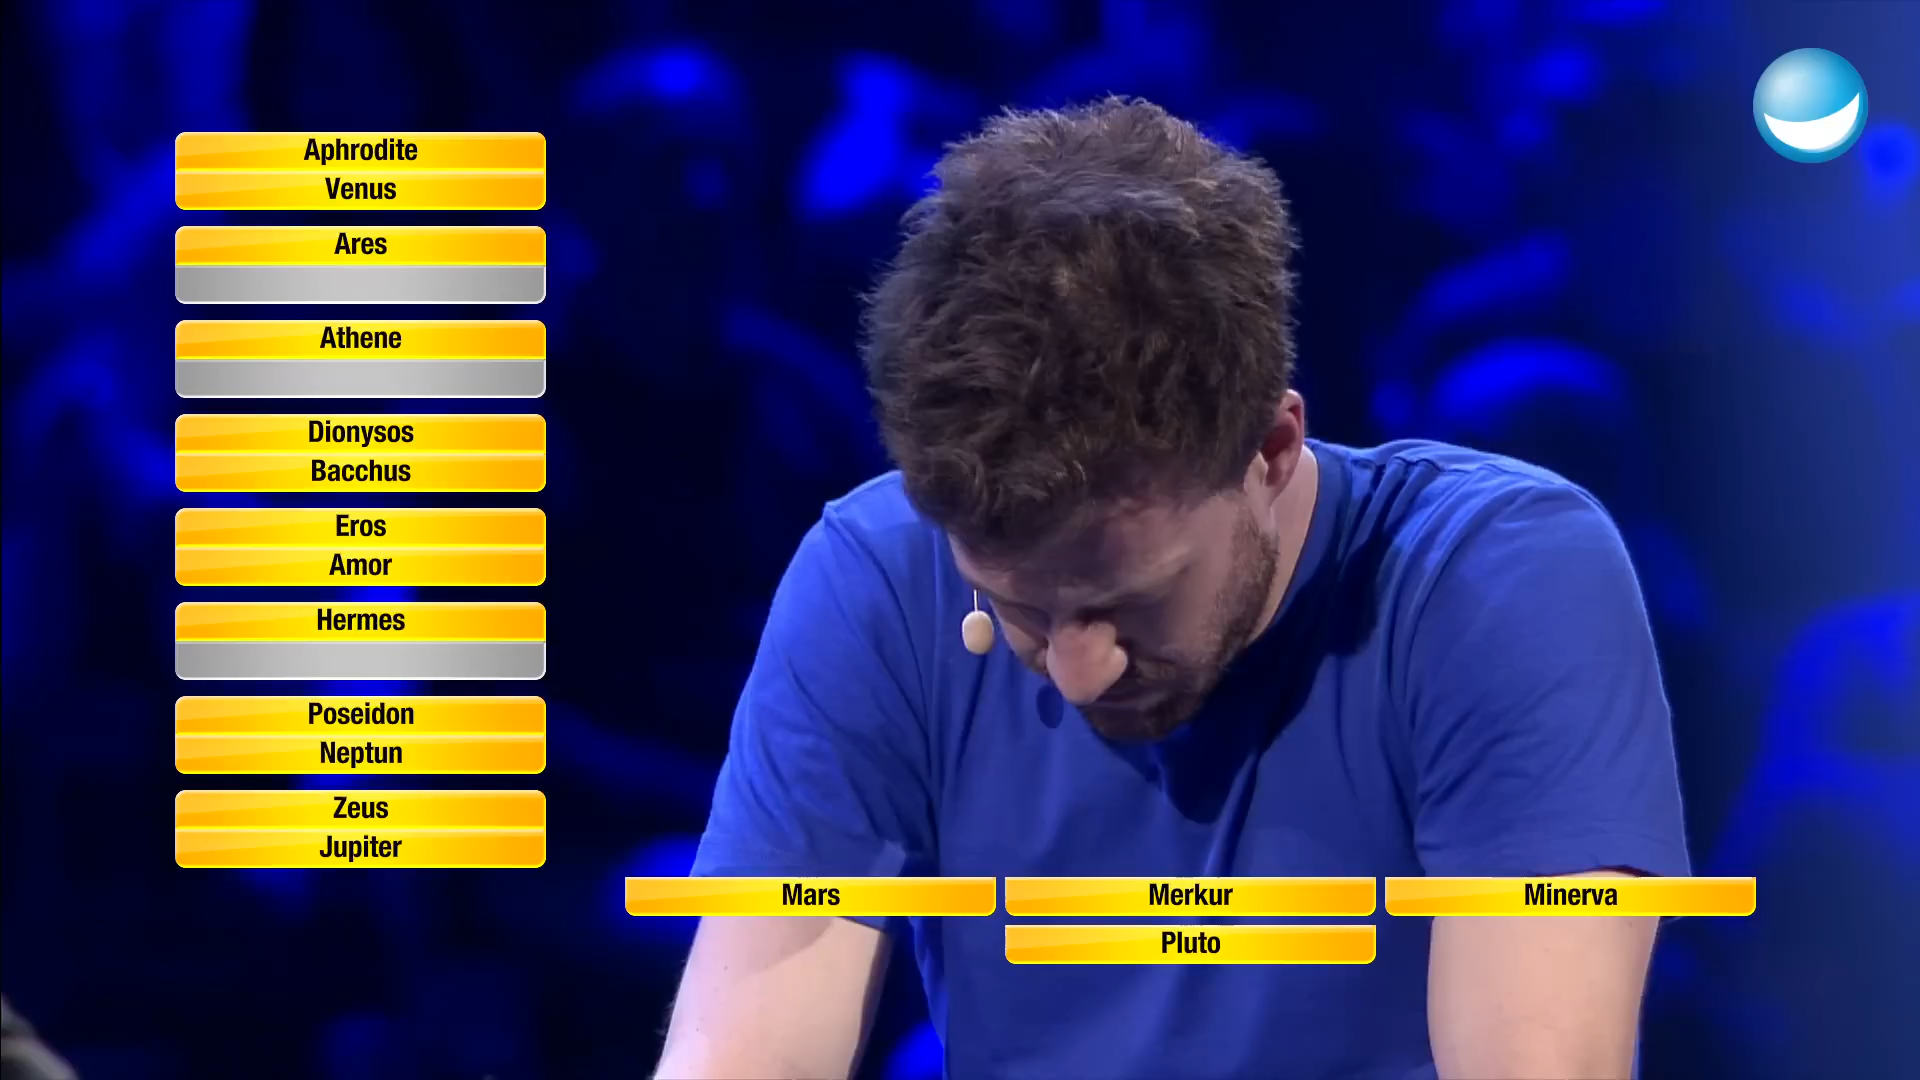 Aphrodite
Venus
Ares
Athene
Dionysos
Bacchus
Eros
Amor
Hermes
Poseidon
Neptun
Zeus
Jupiter
Mars
Merkur
Minerva
Pluto